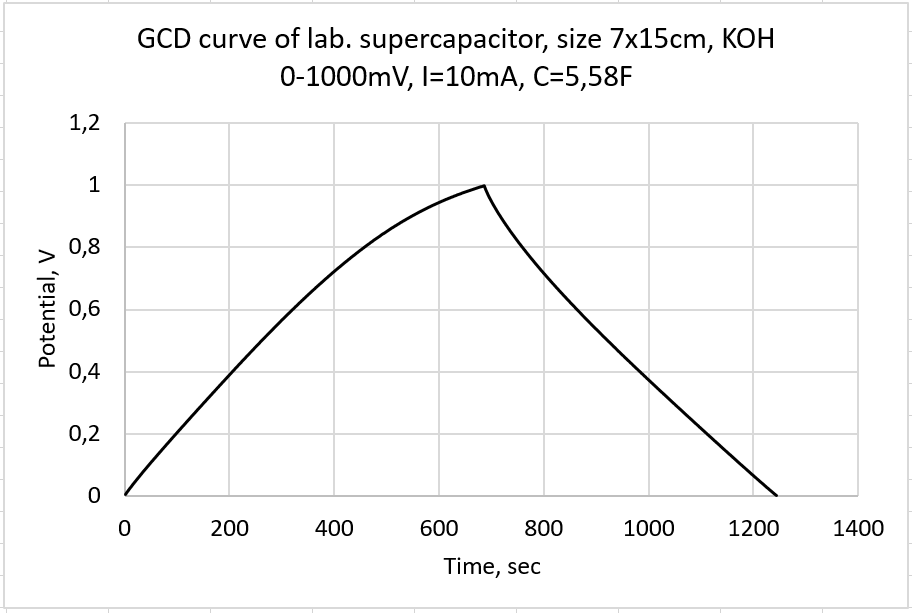 GCD curve of lab. supercapacitor, size 7x15cm, KOH
0-1000mV, I=10mA, C=5,58F
1,2
1
0,8
0,6
0,4
0,2
0
Potential, V
0 200 400 600 800 1000 1200 1400
Time, sec